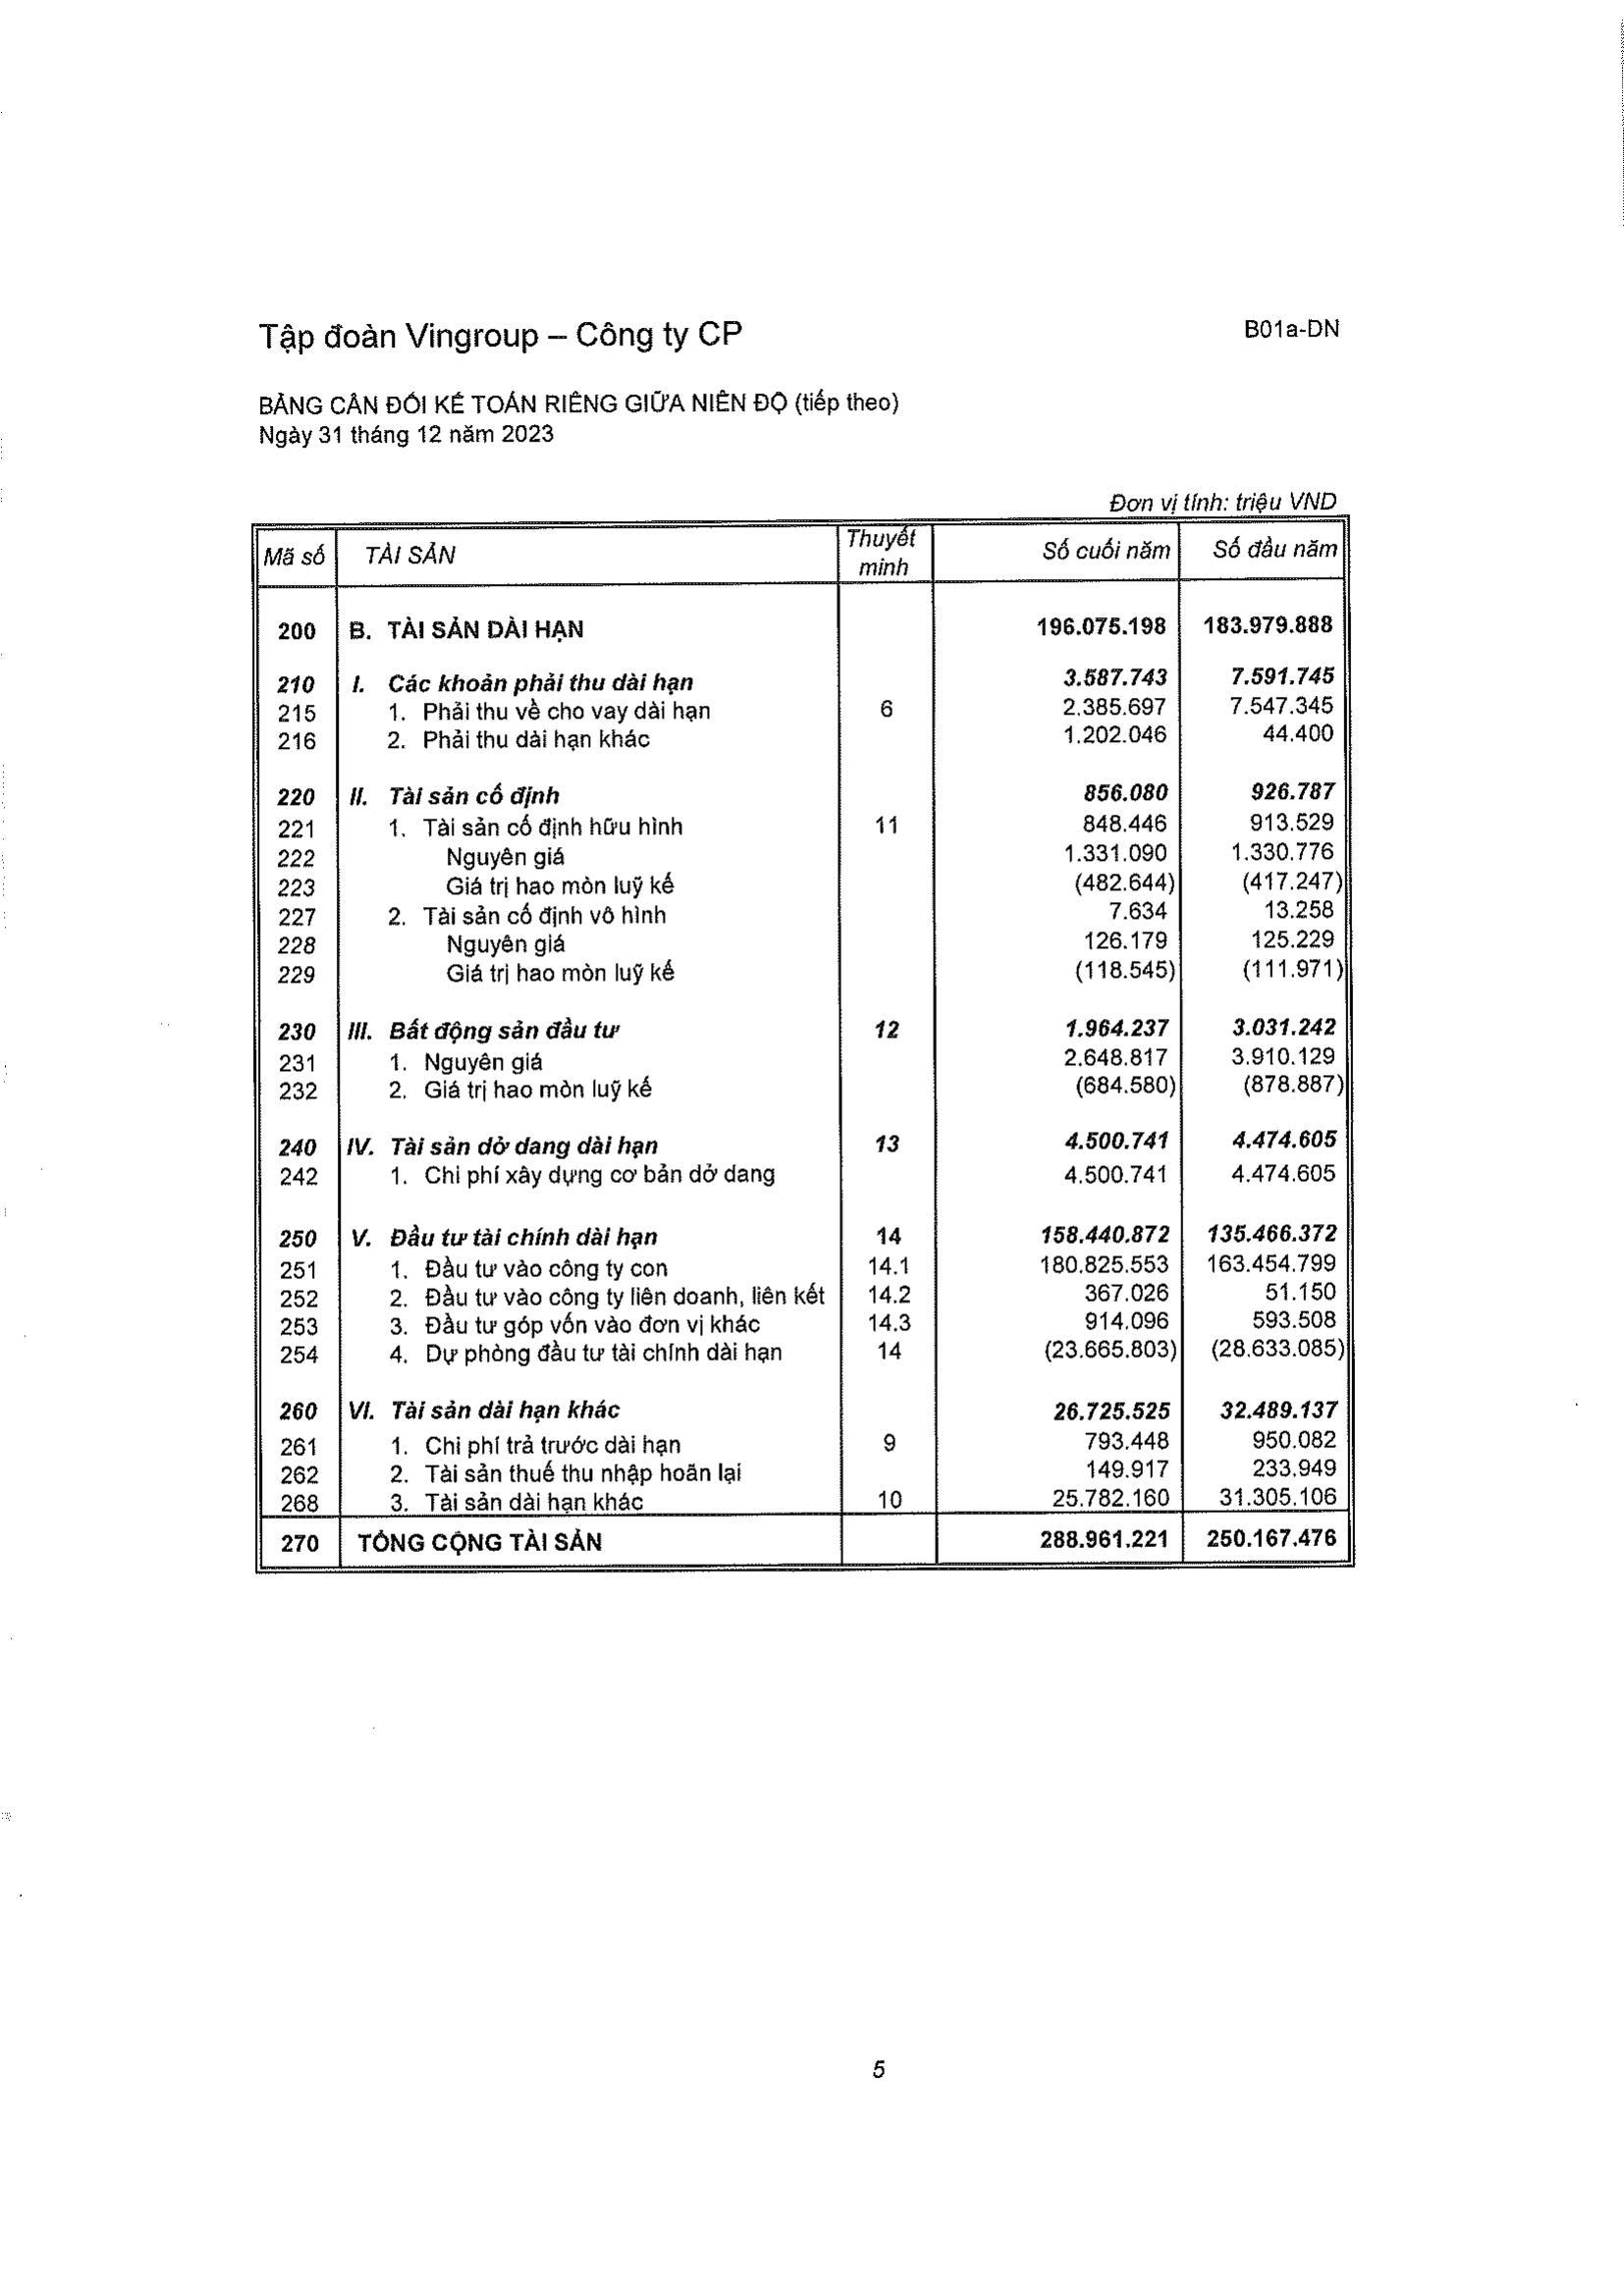 Tập đoàn Vingroup – Công ty CP B01a-DN
BẢNG CÂN ĐỐI KẾ TOÁN RIÊNG GIỮA NIÊN ĐỘ (tiếp theo)
Ngày 31 tháng 12 năm 2023
Đơn vị tính: triệu VND
Mã số TÀI SẢN Thuyết minh Số cuối năm Số đầu năm
200 B. TÀI SẢN DÀI HẠN 196.075.198 183.979.888
210 I. Các khoản phải thu dài hạn 3.587.743 7.591.745
215 1. Phải thu về cho vay dài hạn 6 2.385.697 7.547.345
216 2. Phải thu dài hạn khác 1.202.046 44.400
220 II. Tài sản cố định 856.080 926.787
221 1. Tài sản cố định hữu hình 11 848.446 913.529
222 Nguyên giá 1.331.090 1.330.776
223 Giá trị hao mòn luỹ kế (482.644) (417.247)
227 2. Tài sản cố định vô hình 7.634 13.258
228 Nguyên giá 126.179 125.229
229 Giá trị hao mòn luỹ kế (118.545) (111.971)
230 III. Bất động sản đầu tư 12 1.964.237 3.031.242
231 1. Nguyên giá 2.648.817 3.910.129
232 2. Giá trị hao mòn luỹ kế (684.580) (878.887)
240 IV. Tài sản dở dang dài hạn 13 4.500.741 4.474.605
242 1. Chi phí xây dựng cơ bản dở dang 4.500.741 4.474.605
250 V. Đầu tư tài chính dài hạn 14 158.440.872 135.466.372
251 1. Đầu tư vào công ty con 14.1 180.825.553 163.454.799
252 2. Đầu tư vào công ty liên doanh, liên kết 14.2 367.026 51.150
253 3. Đầu tư góp vốn vào đơn vị khác 14.3 914.096 593.508
254 4. Dự phòng đầu tư tài chính dài hạn 14 (23.665.803) (28.633.085)
260 VI. Tài sản dài hạn khác 26.725.525 32.489.137
261 1. Chi phí trả trước dài hạn 9 793.448 950.082
262 2. Tài sản thuế thu nhập hoãn lại 149.917 233.949
268 3. Tài sản dài hạn khác 10 25.782.160 31.305.106
270 TỔNG CỘNG TÀI SẢN 288.961.221 250.167.476
5